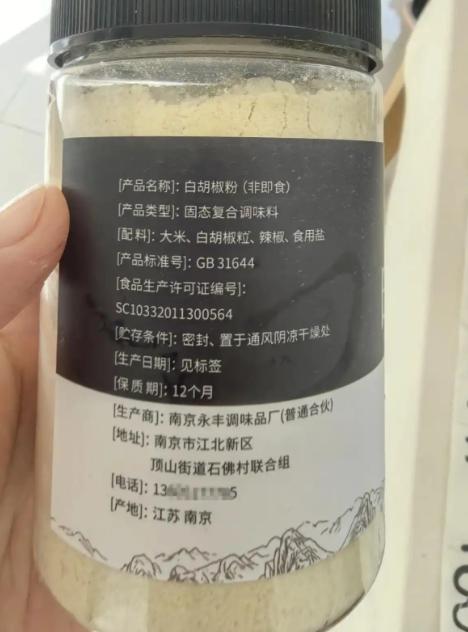 [产品名称]：白胡椒粉（非即食）
[产品类型]：固态复合调味料
[配料]：大米、白胡椒粒、辣椒、食用盐
[产品标准号]：GB 31644
[食品生产许可证编号]：
SC10332011300564
[贮存条件]：密封、置于通风阴凉干燥处
[生产日期]：见标签
[保质期]：12个月
[生产商]：南京永丰调味品厂(普通合伙)
[地址]：南京市江北新区
顶山街道石佛村联合组
[电话]：13
[产地]：江苏 南京